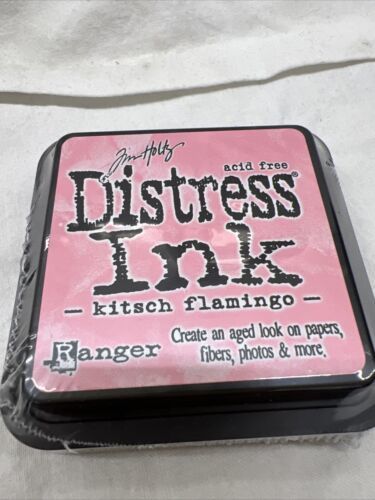 Tim Holtz
acid free
Distress®
Ink
- kitsch flamingo -
Ranger
Create an aged look on papers,
fibers, photos & more.